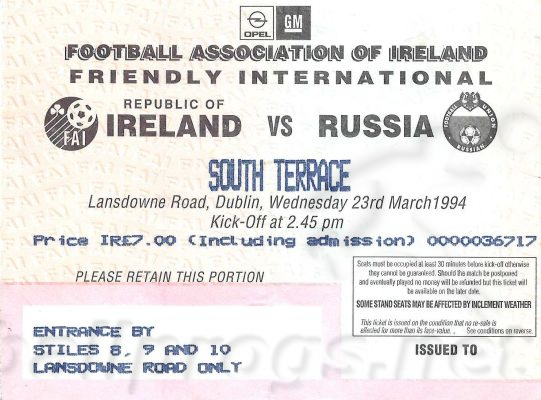 OPEL GM
FOOTBALL ASSOCIATION OF IRELAND
FRIENDLY INTERNATIONAL
REPUBLIC OF
IRELAND VS RUSSIA
FAI
FOOTBALL UNION
RUSSIAN
SOUTH TERRACE
Lansdowne Road, Dublin, Wednesday 23rd March1994
Kick-Off at 2.45 pm
Price IR£7.00 (Including admission) 0000036717
PLEASE RETAIN THIS PORTION
Seats must be occupied at least 30 minutes before kick-off otherwise
they cannot be guaranteed. Should the match be postponed
and eventually played no money will be refunded but this ticket will
be available on the later date.
SOME STAND SEATS MAY BE AFFECTED BY INCLEMENT WEATHER
This ticket is issued on the condition that no re-sale is
affected for more than its face-value. See conditions on reverse.
ENTRANCE BY
STILES 8, 9 AND 10
LANSDOWNE ROAD ONLY
ISSUED TO